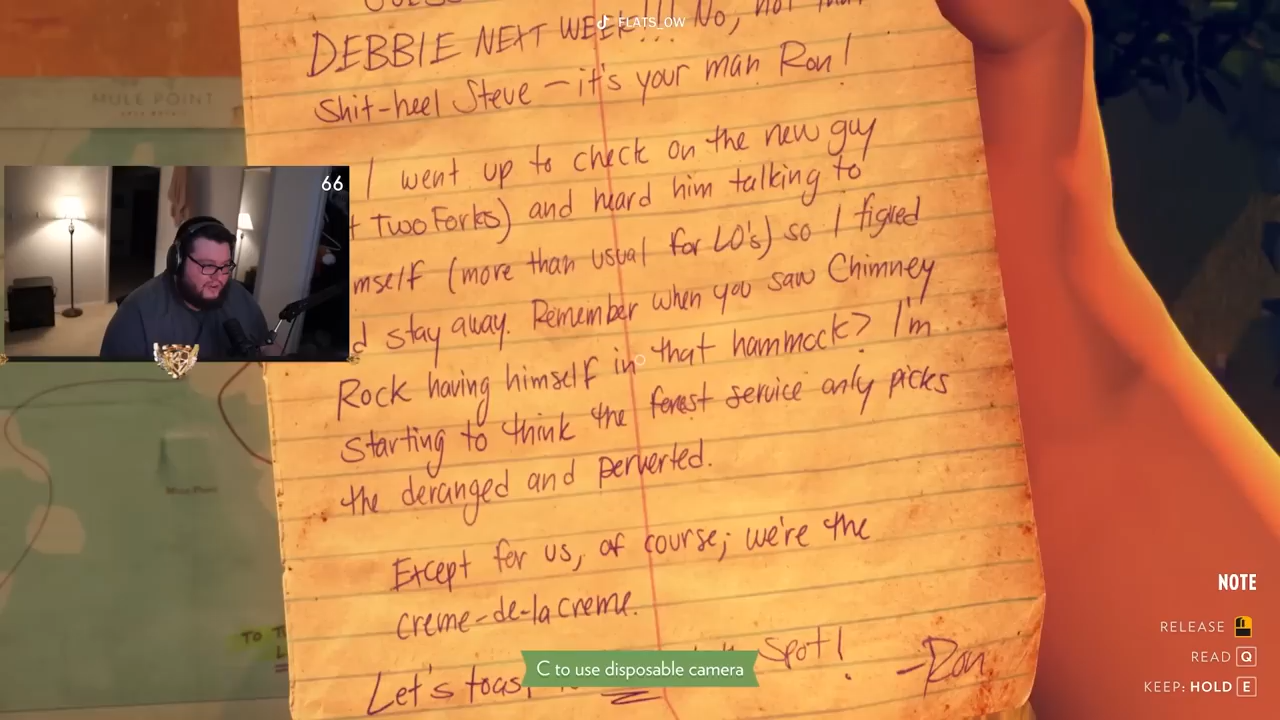 FLATS_OW
DEBBIE NEXT WEEK!!! No, not
Shit-heel Steve - it's your man Ron!
MULE POINT
I went up to check on the new guy
66
Two Forks) and heard him talking to
mself (more than usual for LO's) so I figred
d stay away. Remember when you saw Chimney
Rock having himself in that hammock? I'm
starting to think the forest service only picks
the deranged and perverted.
Except for us, of course; we're the
creme-de-la creme.
NOTE
RELEASE
READ Q
KEEP: HOLD E
TO
Let's toas spot!
-Ron
C to use disposable camera